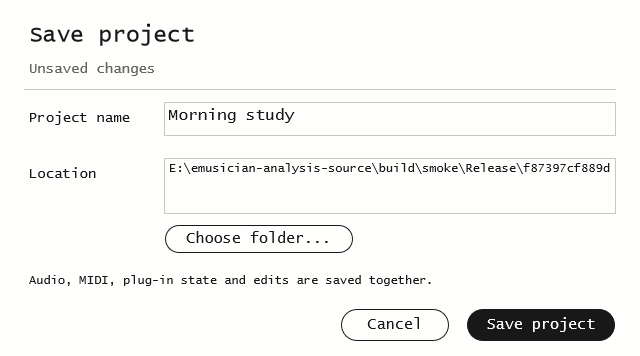 Save project
Unsaved changes
Project name
Morning study
Location
E:\emusician-analysis-source\build\smoke\Release\f87397cf889d
Choose folder...
Audio, MIDI, plug-in state and edits are saved together.
Cancel
Save project